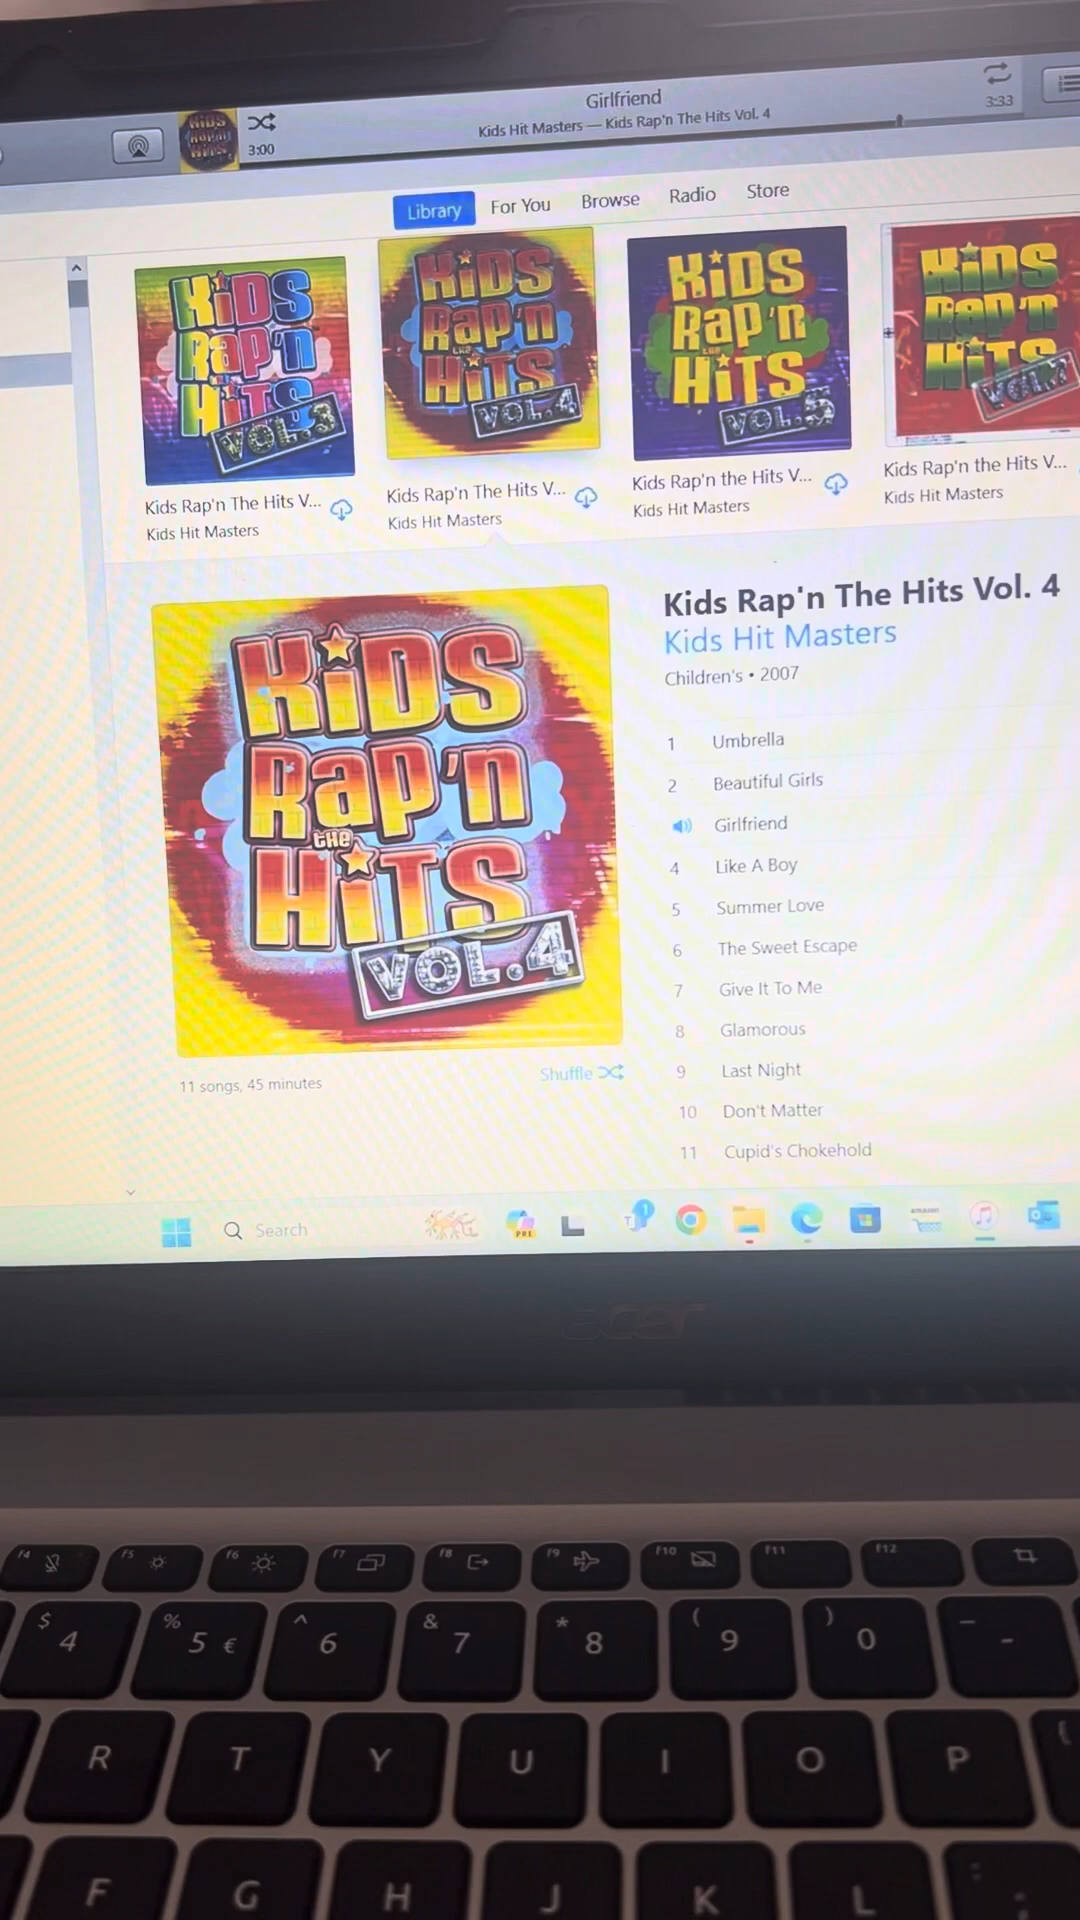 Girlfriend
Kids Hit Masters — Kids Rap'n The Hits Vol. 4
3:00
3:33
KiDS
Rap'n
HiTS
Library
For You
Browse
Radio
Store
KiDS
Rap'n
HiTS
VOL.3
KiDS
Rap'n
the
HiTS
VOL.4
KiDS
Rap'n
the
HiTS
VOL.5
KiDS
Rap'n
HiTS
Kids Rap'n The Hits V...
Kids Hit Masters
Kids Rap'n The Hits V...
Kids Hit Masters
Kids Rap'n the Hits V...
Kids Hit Masters
Kids Rap'n the Hits V...
Kids Hit Masters
KiDS
Rap'n
the
HiTS
VOL.4
11 songs, 45 minutes
Shuffle
Kids Rap'n The Hits Vol. 4
Kids Hit Masters
Children's • 2007
1 Umbrella
2 Beautiful Girls
Girlfriend
4 Like A Boy
5 Summer Love
6 The Sweet Escape
7 Give It To Me
8 Glamorous
9 Last Night
10 Don't Matter
11 Cupid's Chokehold
Search
PRE
1
amazon
acer
F4 F5 F6 F7 F8 F9 F10 F11 F12
$ 4 % 5 € ^ 6 & 7 * 8 ( 9 ) 0 _ -
R T Y U I O P {
F G H J K L : ;